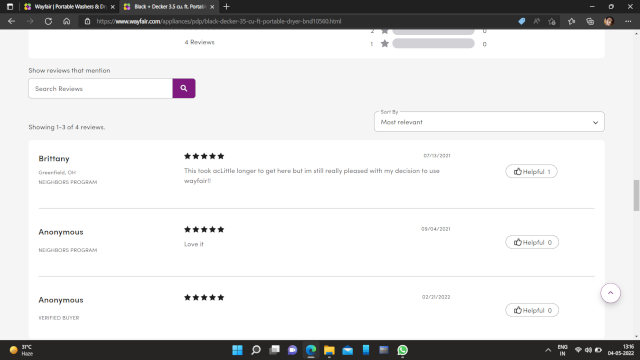 Wayfair | Portable Washers & D
Black + Decker 3.5 cu. ft. Portab
https://www.wayfair.com/appliances/pdp/black-decker-35-cu-ft-portable-dryer-bnd10560.html
2 0
4 Reviews
1 0
Show reviews that mention
Search Reviews
Sort By
Most relevant
Showing 1-3 of 4 reviews.
Brittany
07/13/2021
Greenfield, OH
NEIGHBORS PROGRAM
This took acLittle longer to get here but im still really pleased with my decision to use
wayfair!!
Helpful 1
Anonymous
09/04/2021
NEIGHBORS PROGRAM
Love it
Helpful 0
Anonymous
02/21/2022
VERIFIED BUYER
Helpful 0
31°C
Haze
ENG
IN
13:16
04-05-2022